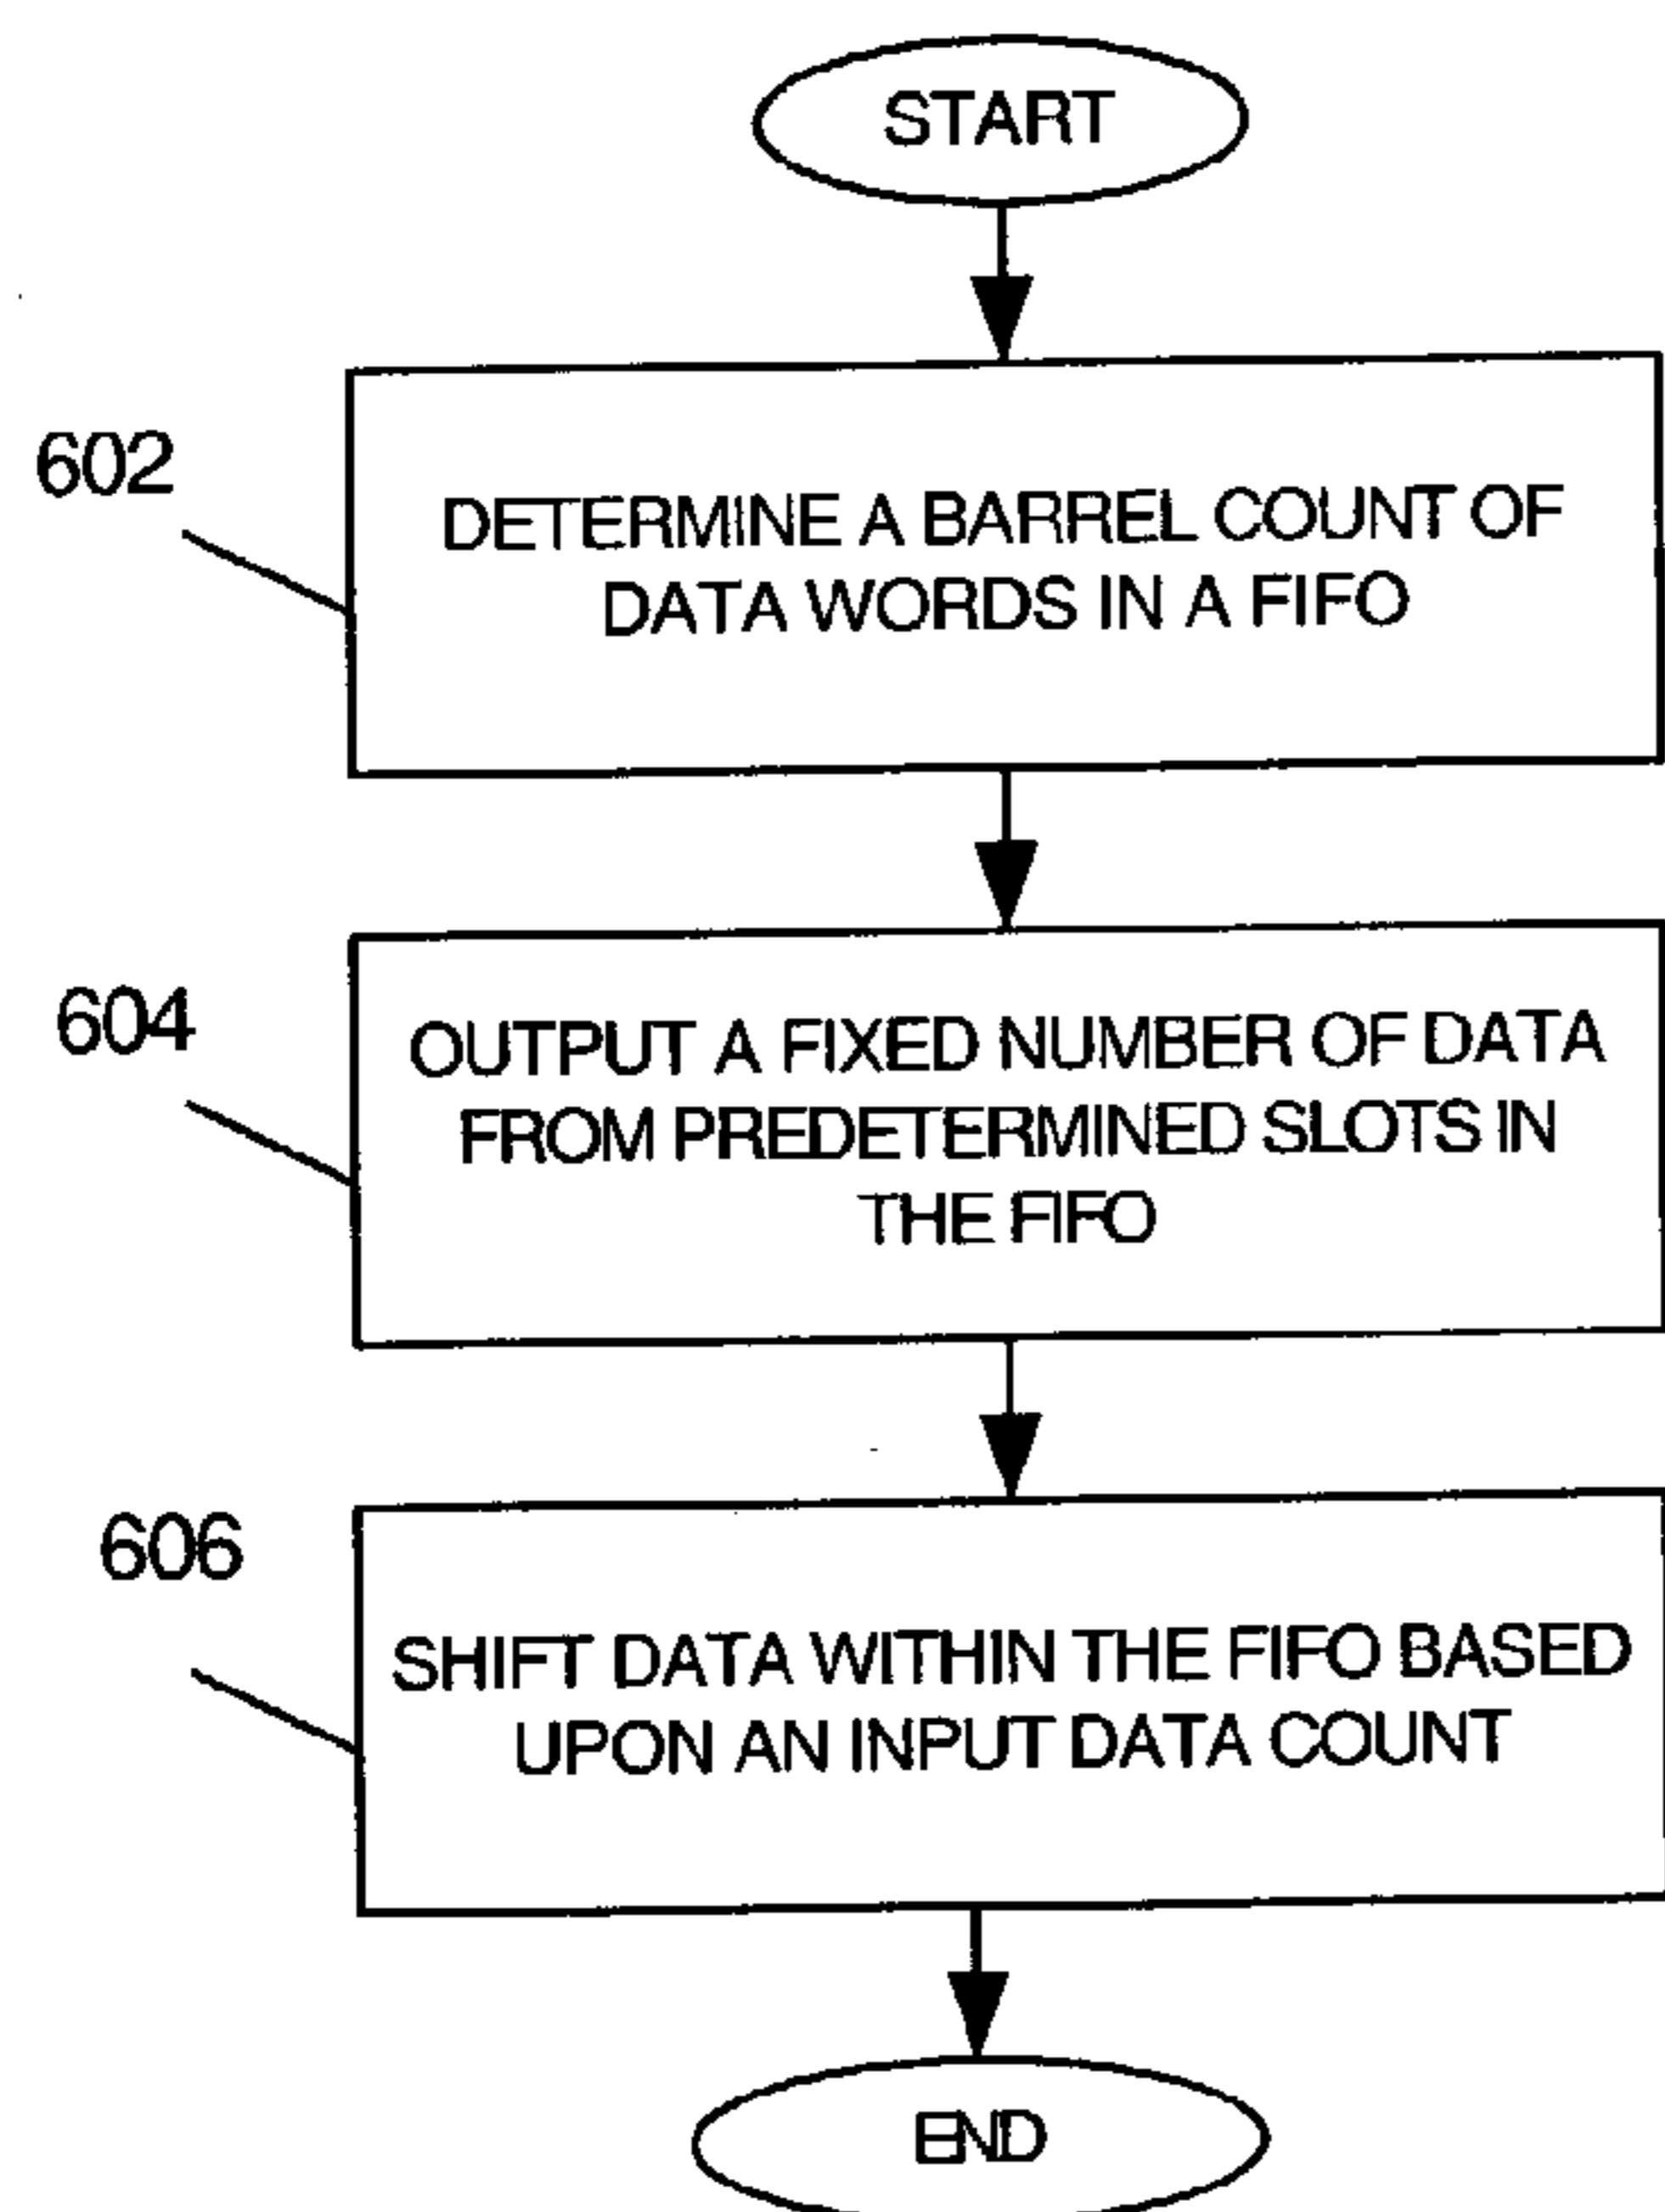 START
602
DETERMINE A BARREL COUNT OF
DATA WORDS IN A FIFO
604
OUTPUT A FIXED NUMBER OF DATA
FROM PREDETERMINED SLOTS IN
THE FIFO
606
SHIFT DATA WITHIN THE FIFO BASED
UPON AN INPUT DATA COUNT
END